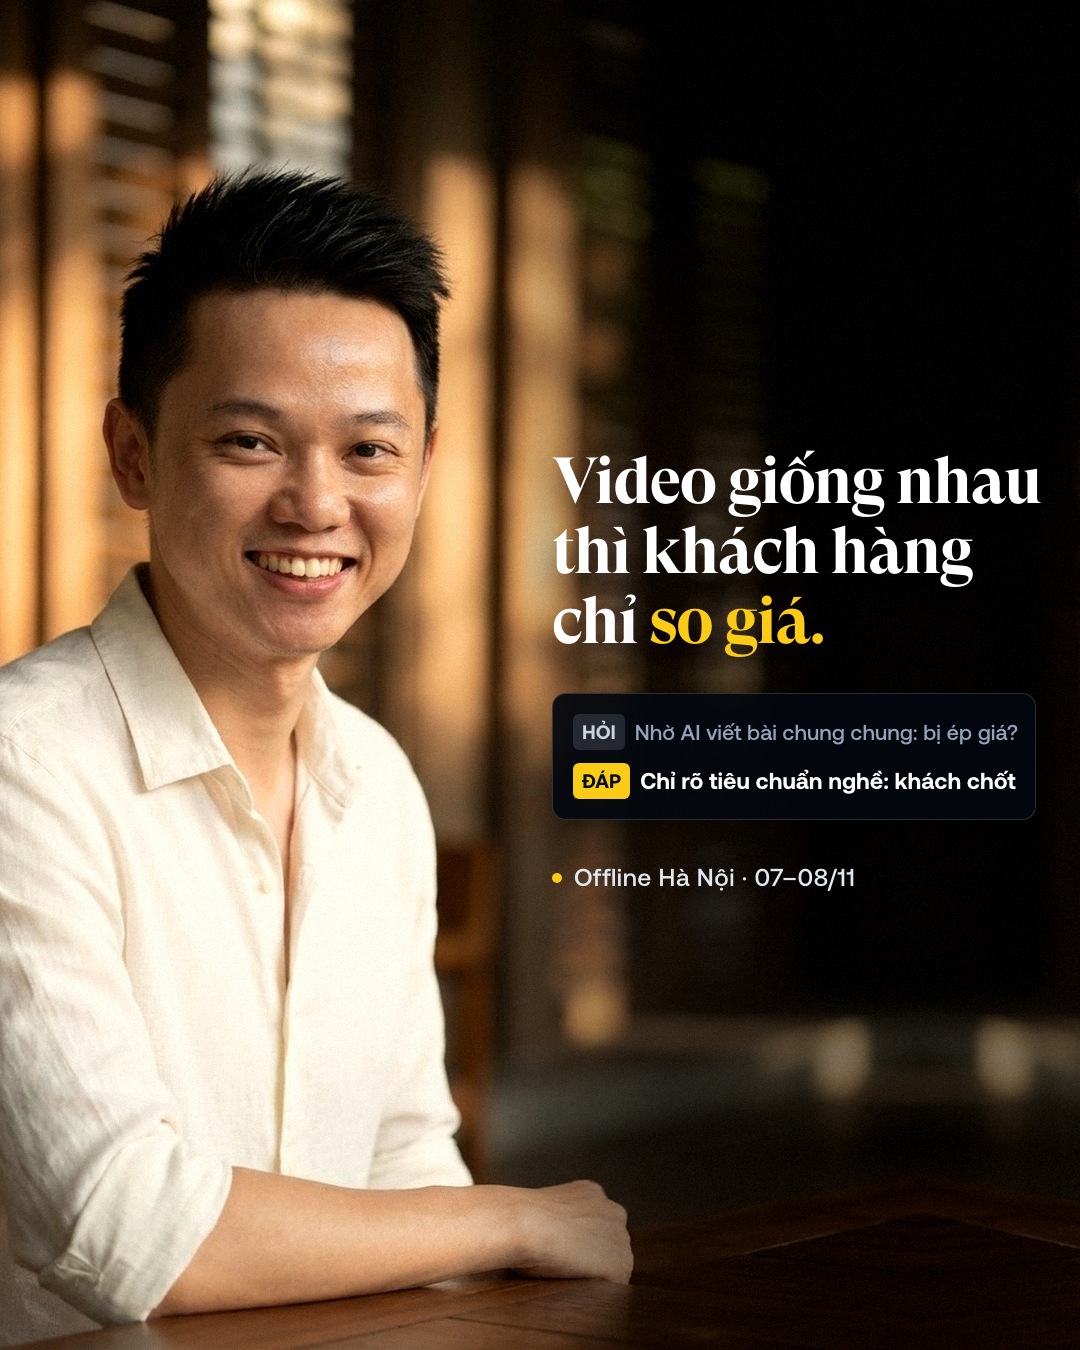 Video giống nhau
thì khách hàng
chỉ so giá.
HỎI Nhờ AI viết bài chung chung: bị ép giá?
ĐÁP Chỉ rõ tiêu chuẩn nghề: khách chốt
Offline Hà Nội · 07–08/11